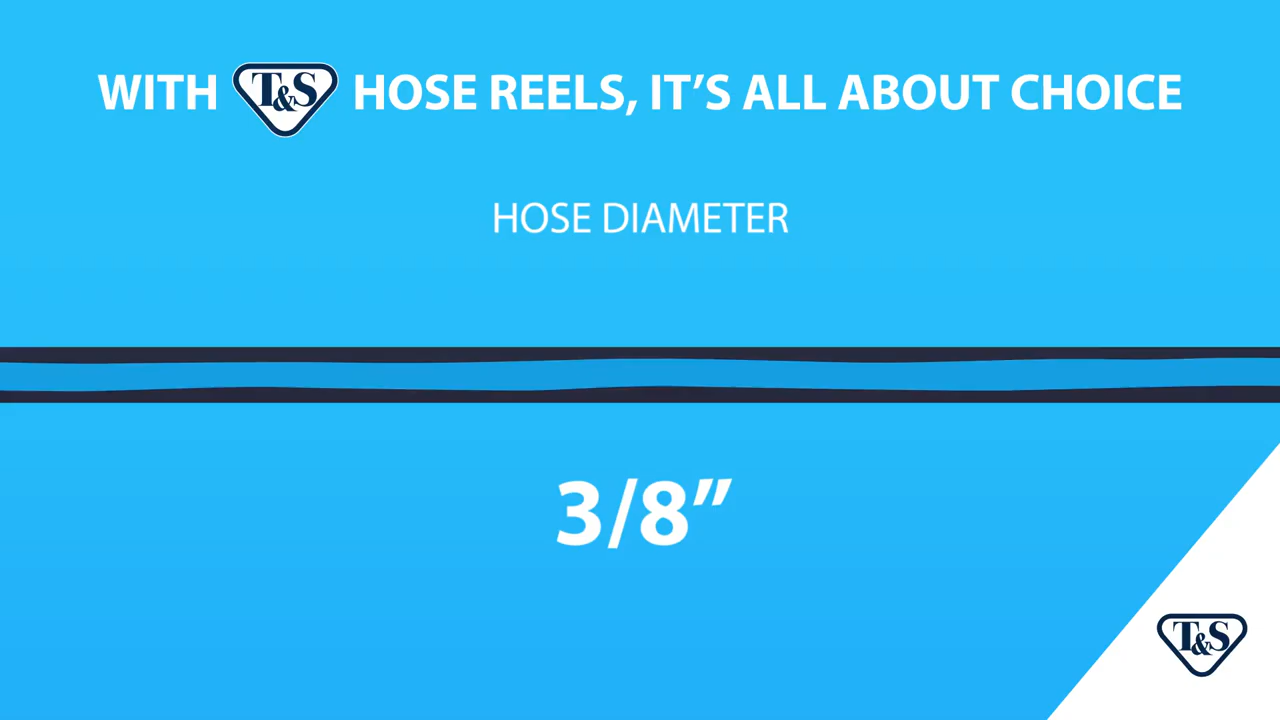 WITH T&S HOSE REELS, IT’S ALL ABOUT CHOICE
HOSE DIAMETER
3/8”
T&S